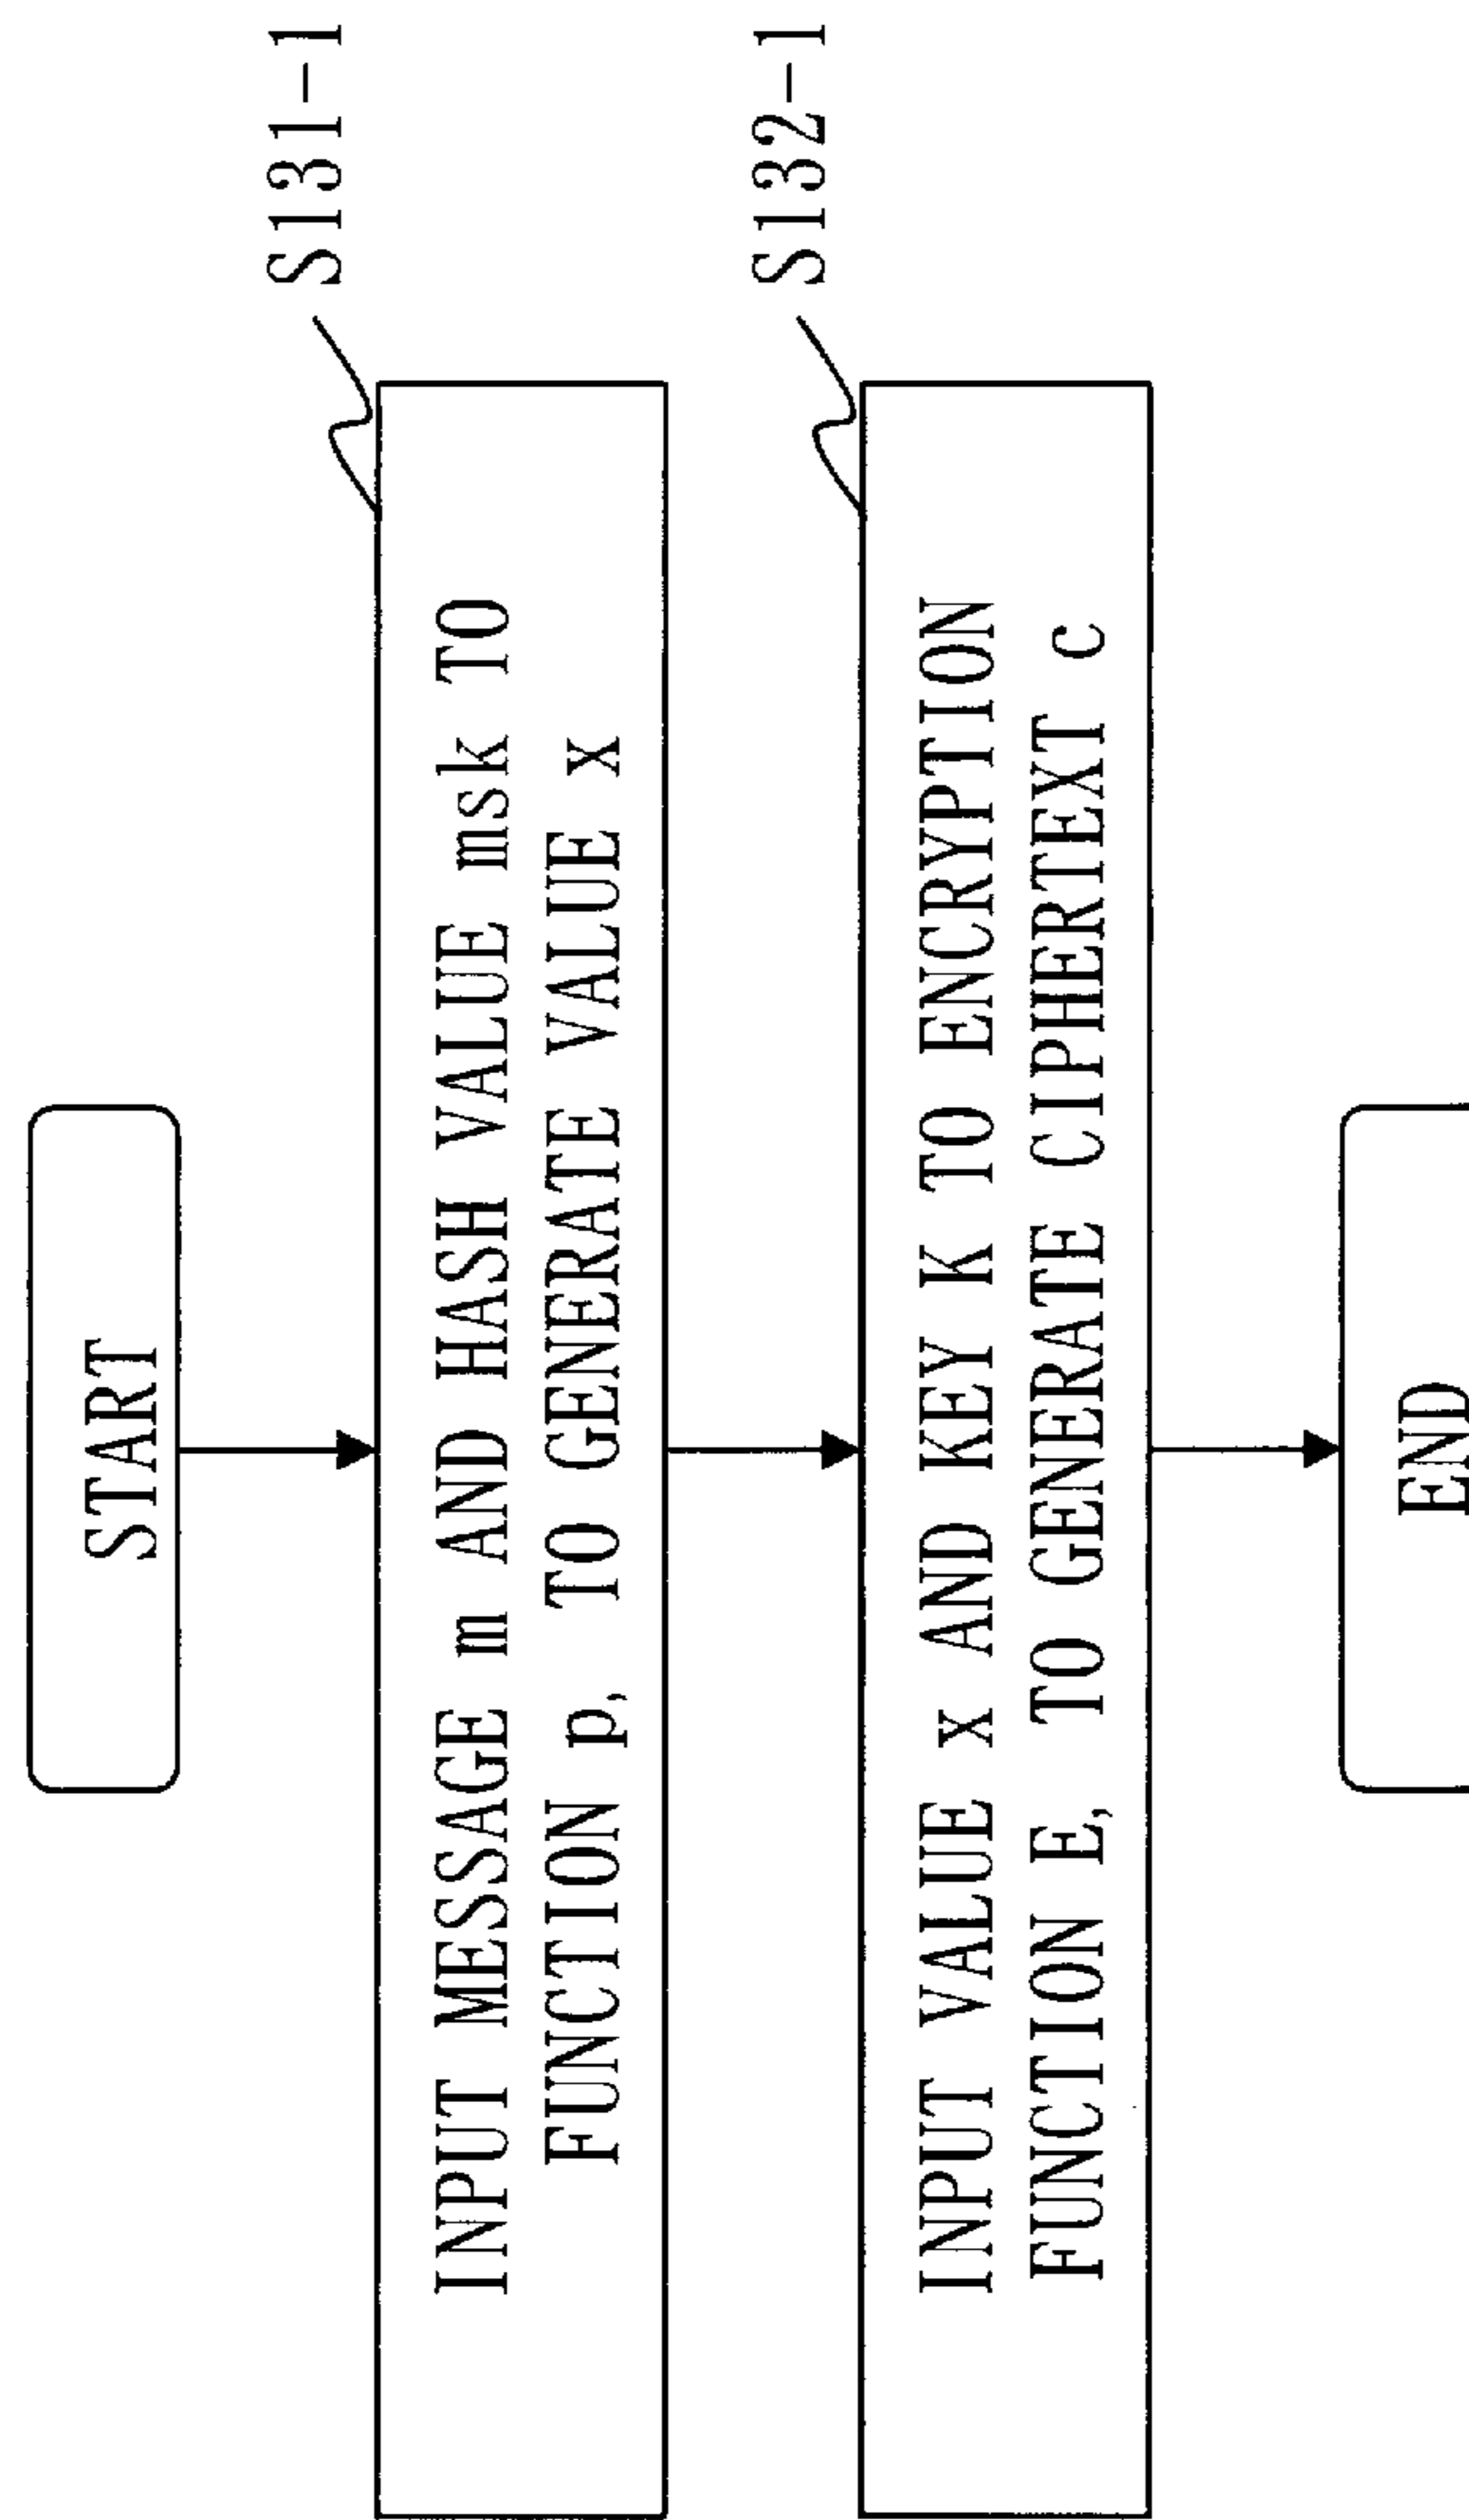 START
S131-1
INPUT MESSAGE m AND HASH VALUE msk TO
FUNCTION p, TO GENERATE VALUE x
S132-1
INPUT VALUE x AND KEY K TO ENCRYPTION
FUNCTION E, TO GENERATE CIPHERTEXT c
END